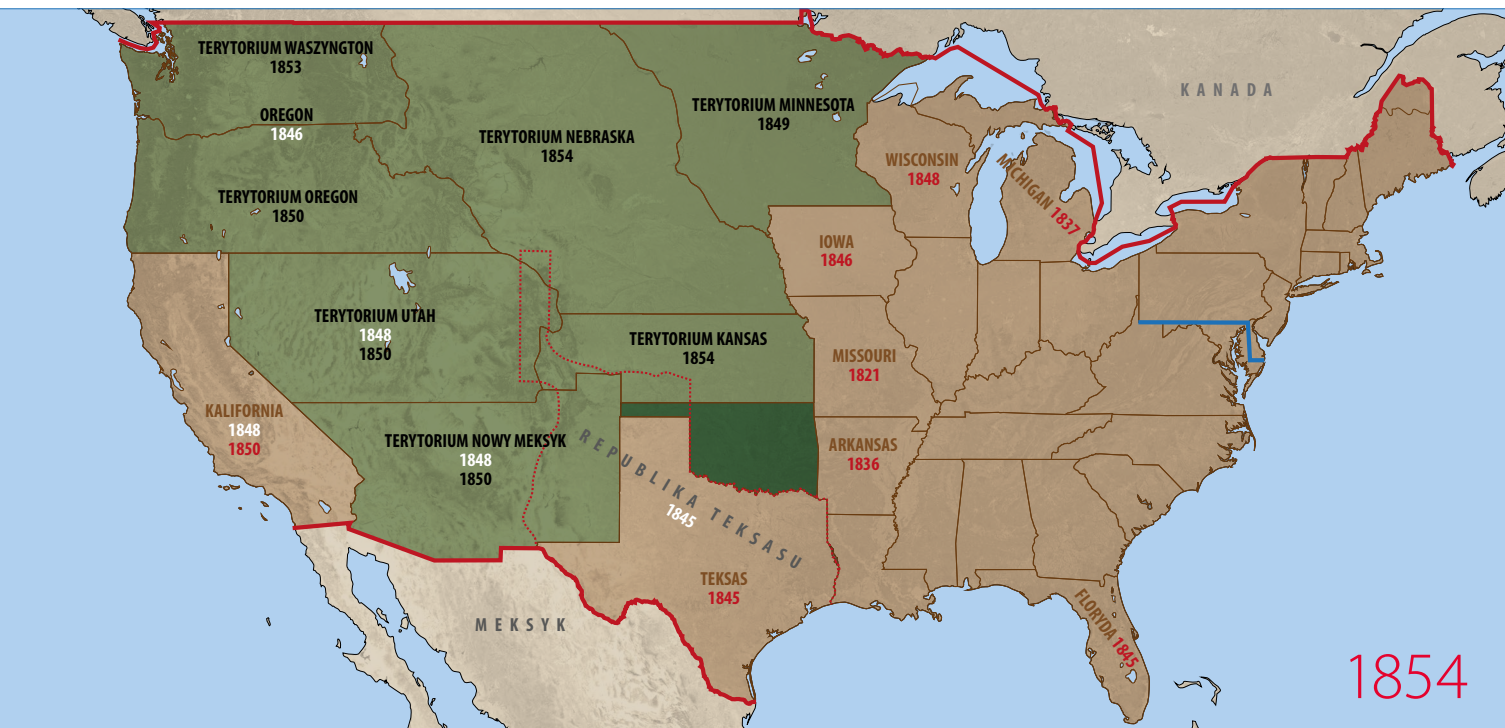 TERYTORIUM WASZYNGTON
1853
OREGON
1846
TERYTORIUM OREGON
1850
TERYTORIUM NEBRASKA
1854
TERYTORIUM MINNESOTA
1849
KANADA
WISCONSIN
1848
MICHIGAN 1837
IOWA
1846
TERYTORIUM UTAH
1848
1850
TERYTORIUM KANSAS
1854
MISSOURI
1821
KALIFORNIA
1848
1850
TERYTORIUM NOWY MEKSYK
1848
1850
REPUBLIKA TEKSASU
1845
ARKANSAS
1836
TEKSAS
1845
MEKSYK
FLORYDA 1845
1854